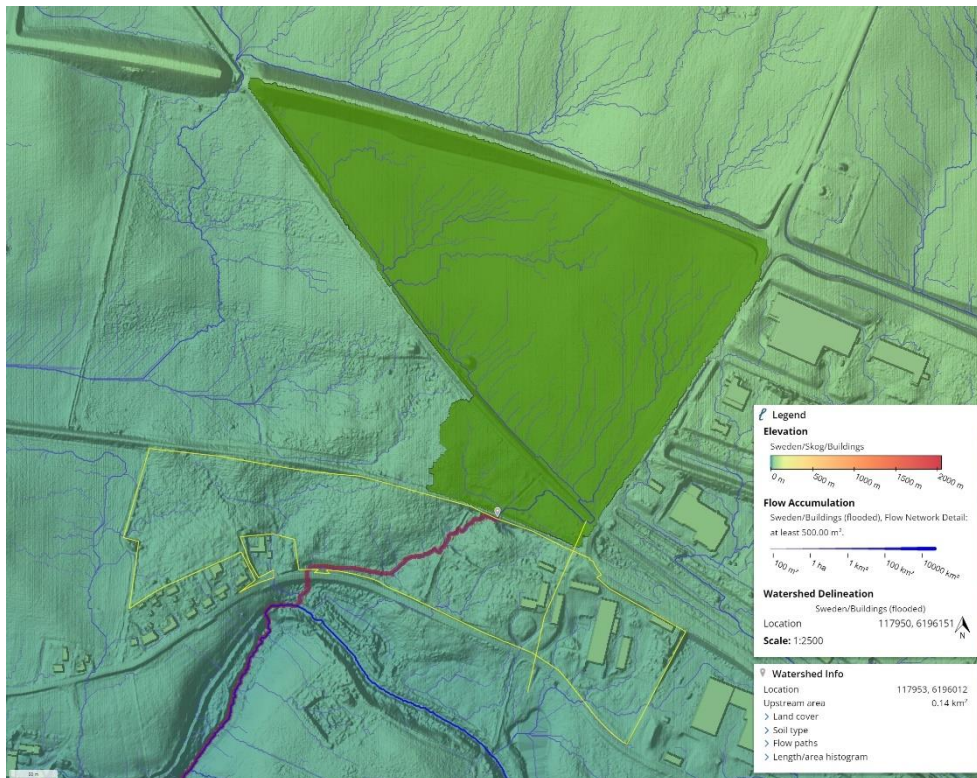 Legend
Elevation
Sweden/Skog/Buildings
0 m 500 m 1000 m 1500 m 2000 m
Flow Accumulation
Sweden/Buildings (flooded), Flow Network Detail:
at least 500.00 m².
100 m² 1 ha 1 km² 100 km² 10000 km²
Watershed Delineation
Sweden/Buildings (flooded)
Location 117950, 6196151
Scale: 1:2500
N
Watershed Info
Location 117953, 6196012
Upstream area 0.14 km²
> Land cover
> Soil type
> Flow paths
> Length/area histogram